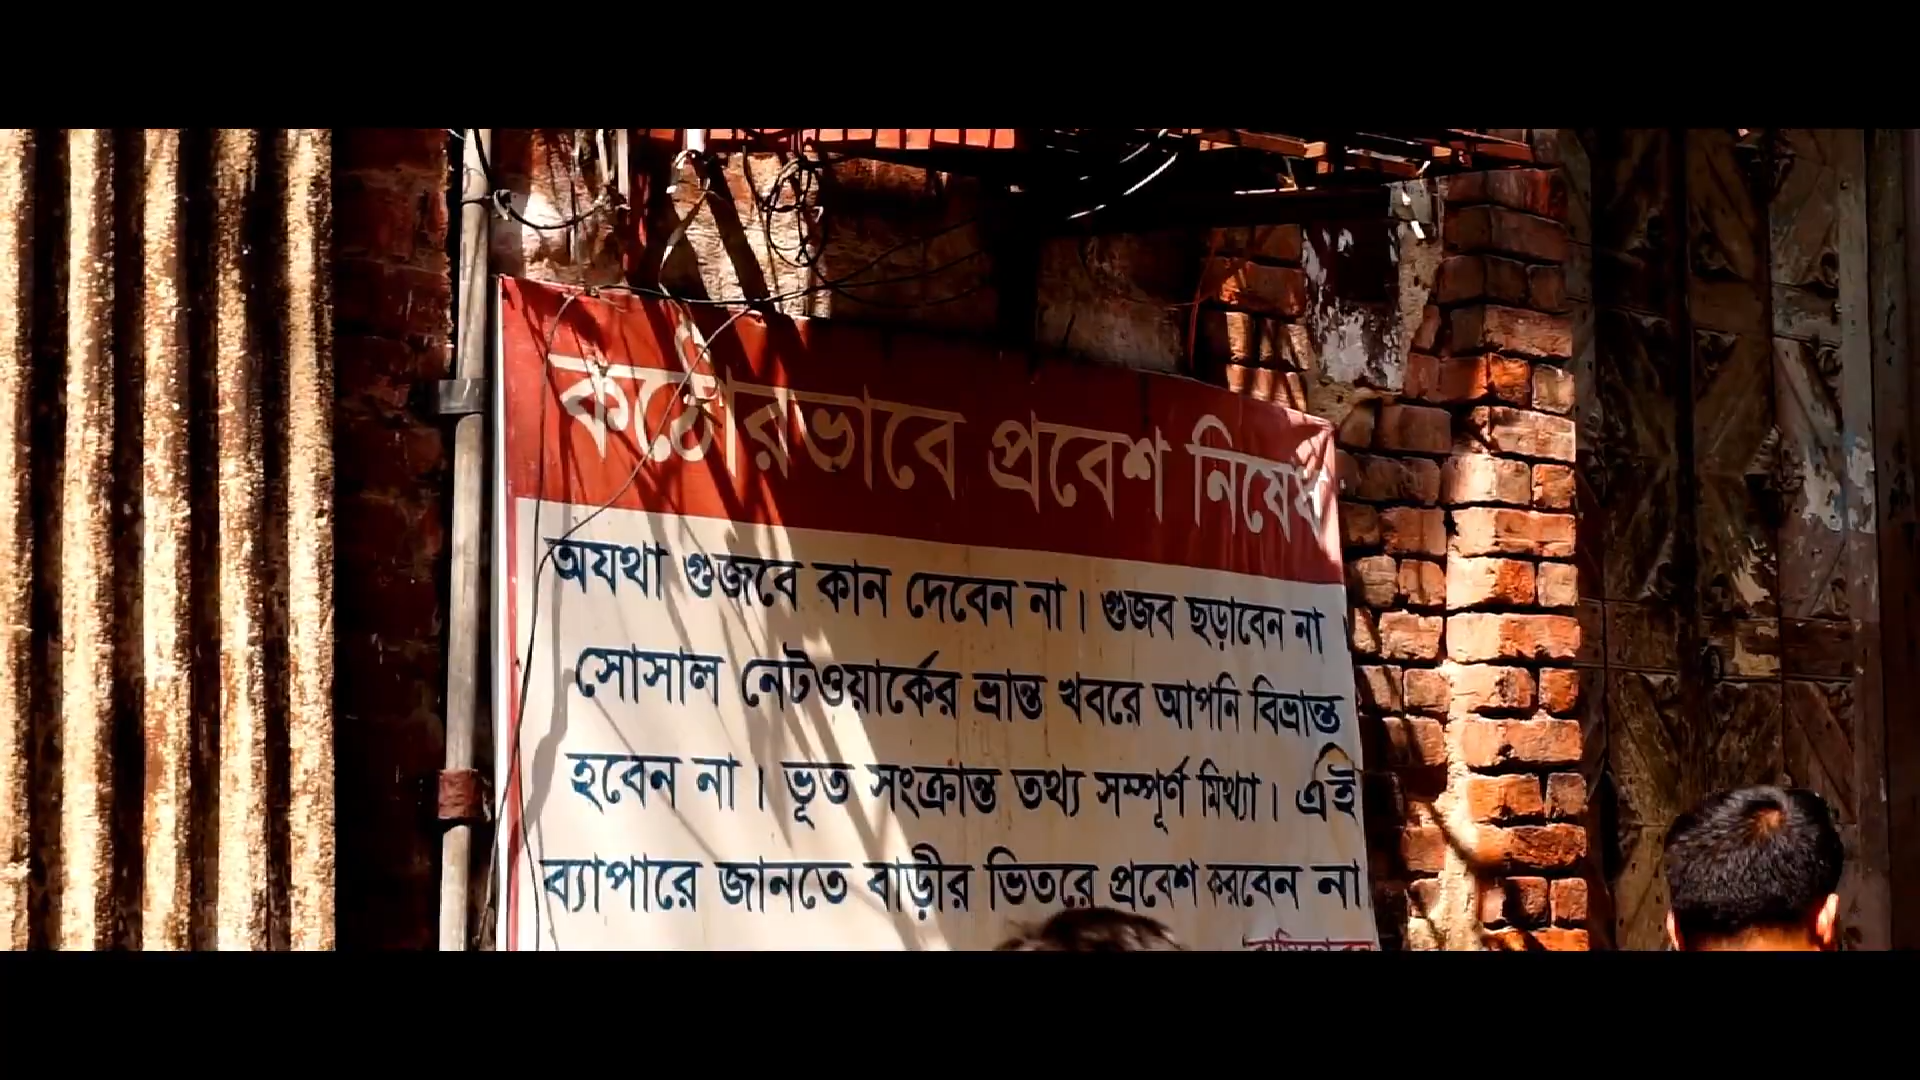 কঠোরভাবে প্রবেশ নিষেধ
অযথা গুজবে কান দেবেন না। গুজব ছড়াবেন না
সোসাল নেটওয়ার্কের ভ্রান্ত খবরে আপনি বিভ্রান্ত
হবেন না। ভূত সংক্রান্ত তথ্য সম্পূর্ণ মিথ্যা। এই
ব্যাপারে জানতে বাড়ীর ভিতরে প্রবেশ করবেন না